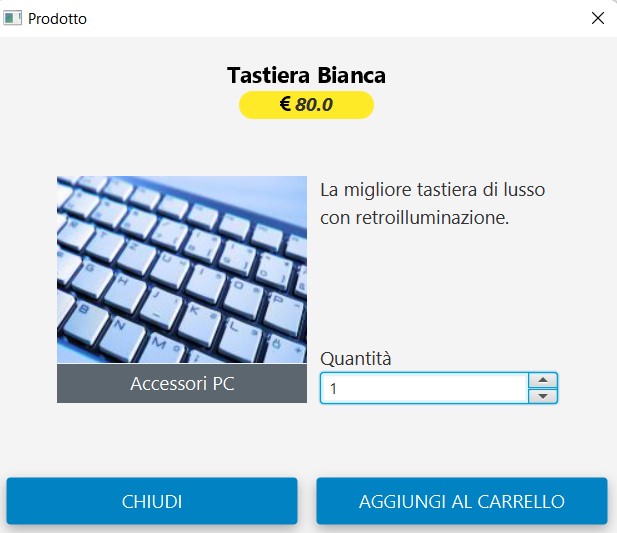 Prodotto
Tastiera Bianca
€ 80.0
La migliore tastiera di lusso
con retroilluminazione.
Accessori PC
Quantità
1
CHIUDI
AGGIUNGI AL CARRELLO